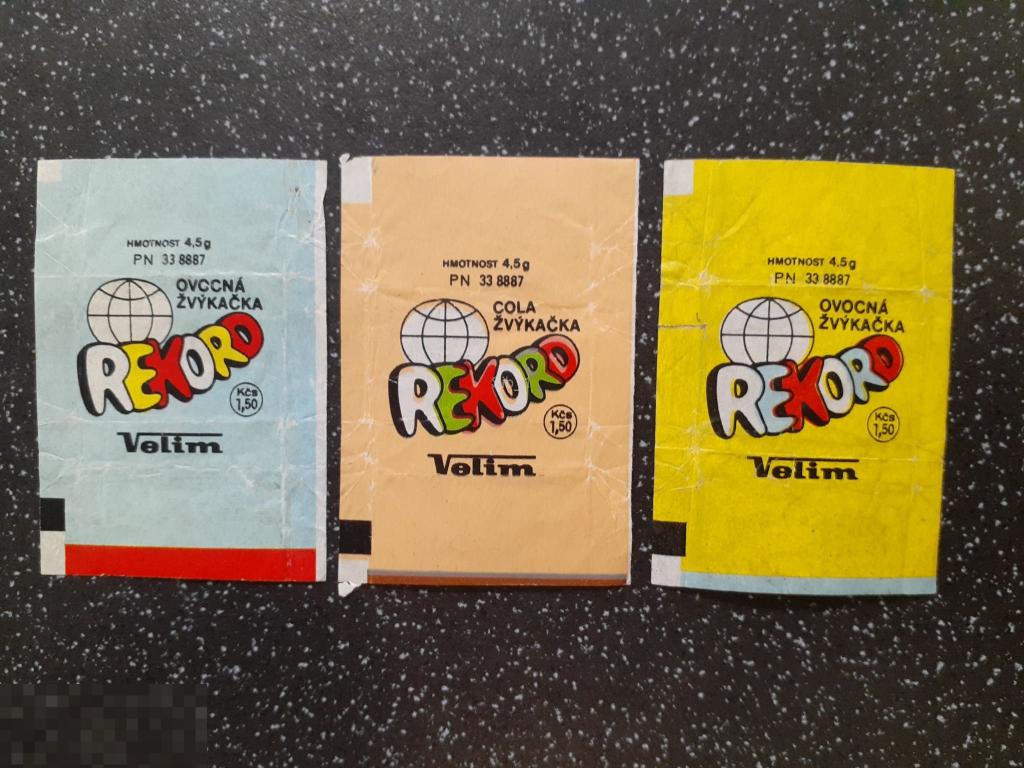 HMOTNOST 4,5g
PN 33 8887
OVOCNÁ
ŽVÝKAČKA
REKORD
Kčs
1,50
Velim
HMOTNOST 4,5g
PN 33 8887
COLA
ŽVÝKAČKA
REKORD
Kčs
1,50
Velim
HMOTNOST 4,5g
PN 33 8887
OVOCNÁ
ŽVÝKAČKA
REKORD
Kčs
1,50
Velim